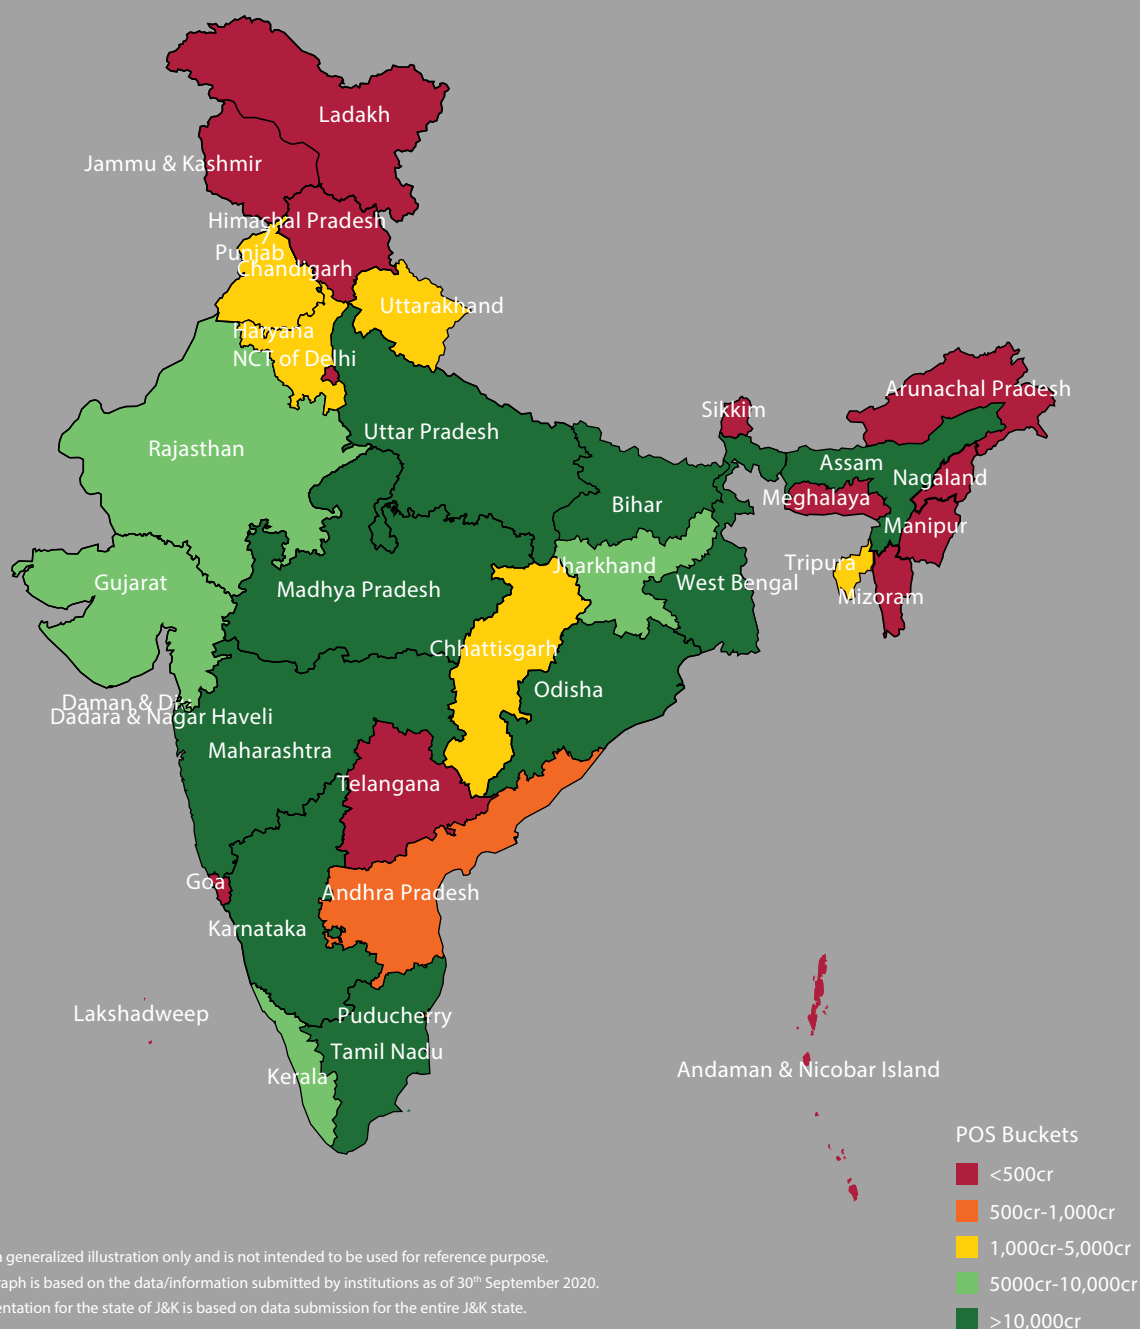 Ladakh
Jammu & Kashmir
Himachal Pradesh
7
Punjab
Chandigarh
Uttarakhand
Haryana
NCT of Delhi
Arunachal Pradesh
Sikkim
Uttar Pradesh
Rajasthan
Assam
Nagaland
Meghalaya
Bihar
Manipur
Tripura
Jharkhand
Gujarat
West Bengal
Madhya Pradesh
Mizoram
Chhattisgarh
Odisha
Daman & Diu
Dadara & Nagar Haveli
Maharashtra
Telangana
Goa
Andhra Pradesh
Karnataka
Lakshadweep
Puducherry
Tamil Nadu
Andaman & Nicobar Island
Kerala
POS Buckets
<500cr
500cr-1,000cr
1,000cr-5,000cr
5000cr-10,000cr
>10,000cr
generalized illustration only and is not intended to be used for reference purpose.
raph is based on the data/information submitted by institutions as of 30th September 2020.
entation for the state of J&K is based on data submission for the entire J&K state.